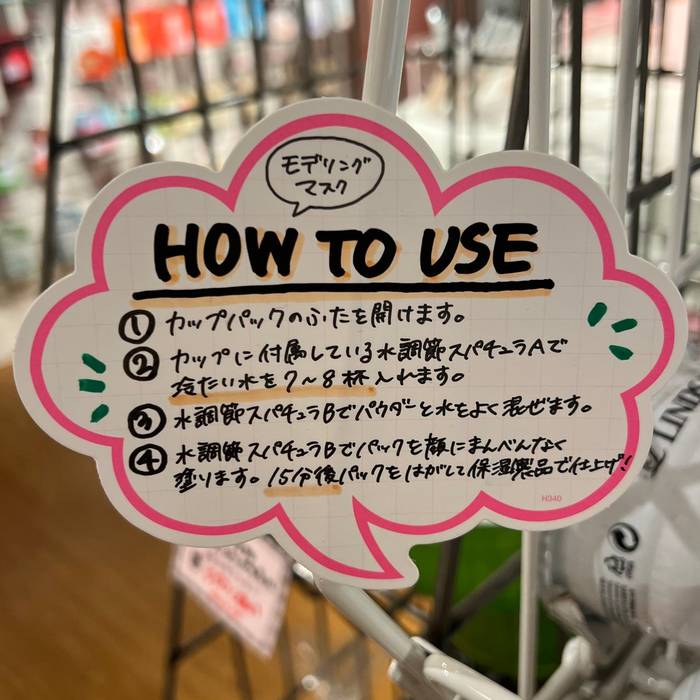 モデリング
マスク
HOW TO USE
① カップパックのふたを開けます。
② カップに付属している水調節スパチュラAで
冷たい水を7〜8杯入れます。
③ 水調節スパチュラBでパウダーと水をよく混ぜます。
④ 水調節スパチュラBでパックを顔にまんべんなく
塗ります。15分後パックをはがして保湿製品で仕上げ!
H340
LIND